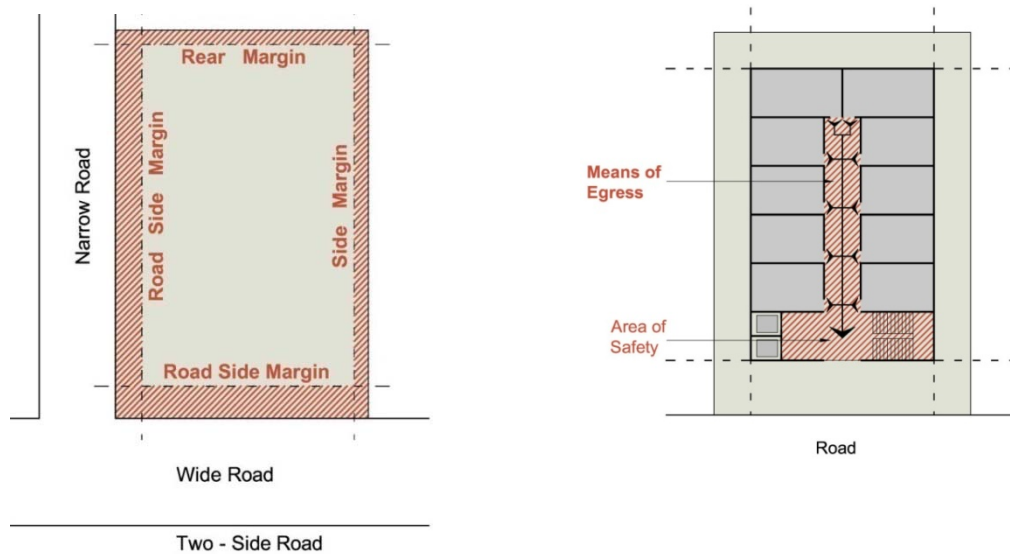 Rear Margin
Narrow Road
Road Side Margin
Side Margin
Road Side Margin
Wide Road
Two - Side Road
Means of
Egress
Area of
Safety
Road